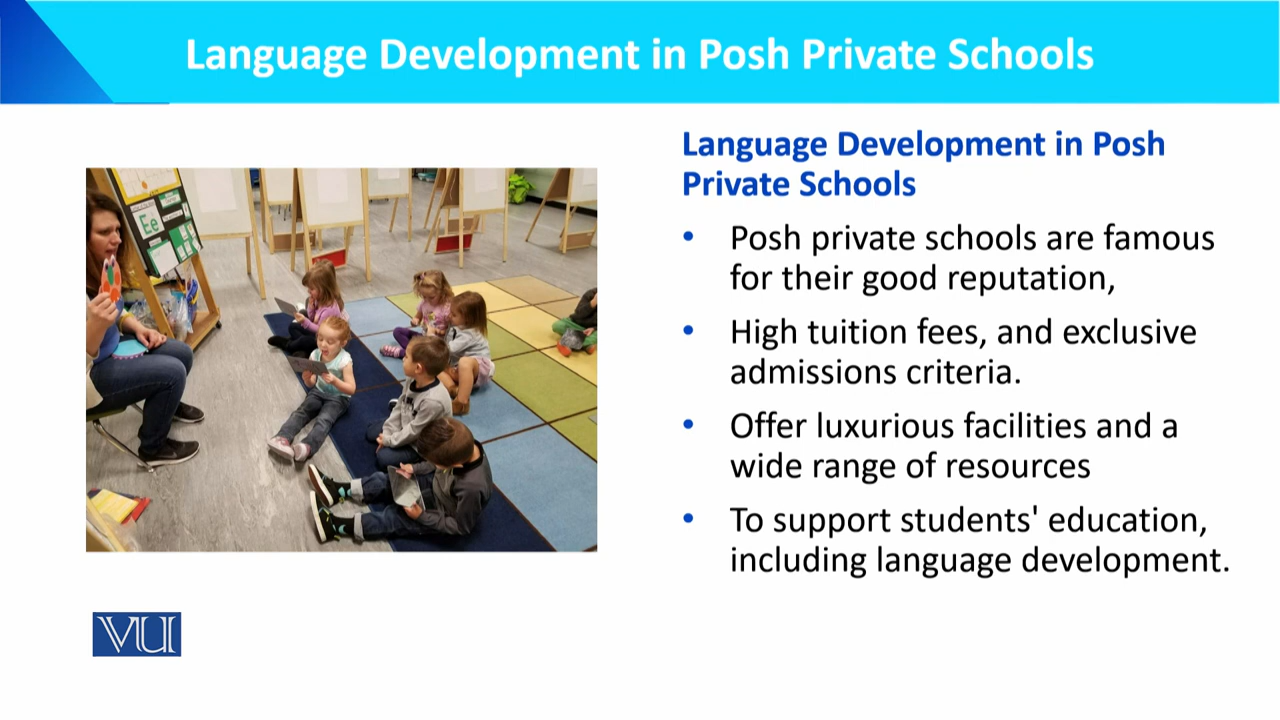 Language Development in Posh Private Schools
Language Development in Posh
Private Schools
• Posh private schools are famous
for their good reputation,
• High tuition fees, and exclusive
admissions criteria.
• Offer luxurious facilities and a
wide range of resources
• To support students' education,
including language development.
Ee
VU